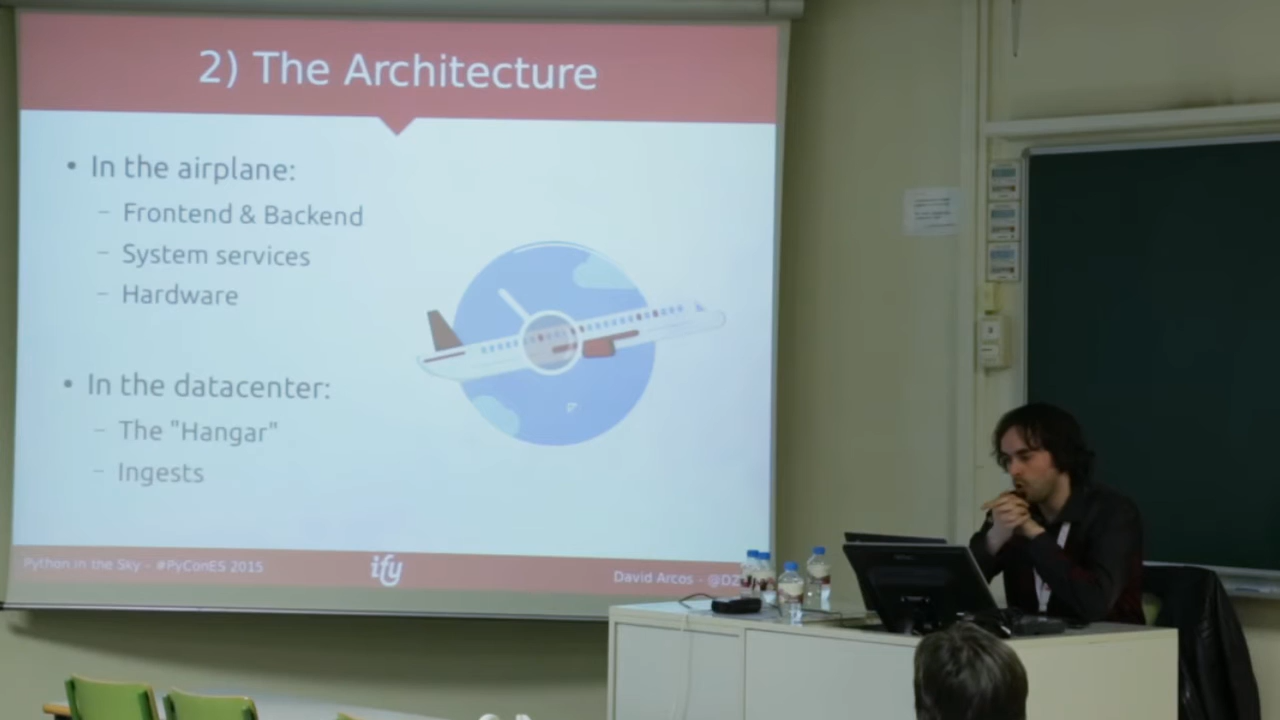 2) The Architecture
• In the airplane:
– Frontend & Backend
– System services
– Hardware
• In the datacenter:
– The "Hangar"
– Ingests
Python in the Sky - #PyConES 2015
ify
David Arcos -